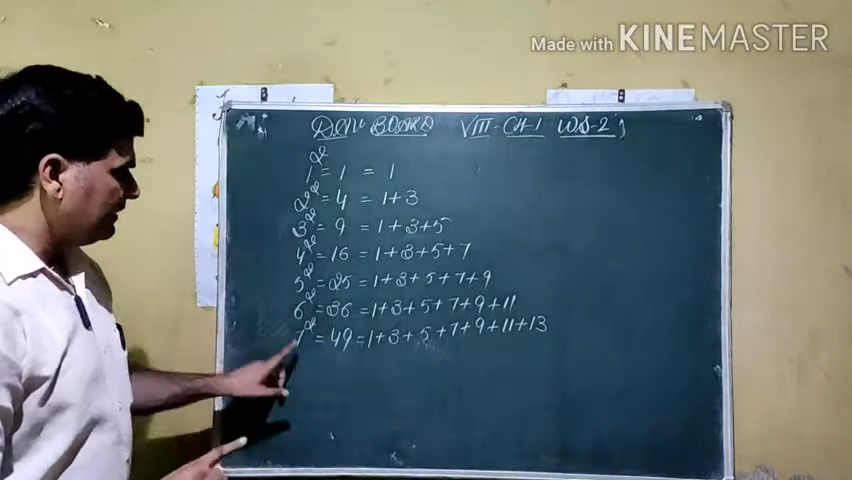 Made with KINEMASTER
DAV BOARD VIII-CH-1 WS-2
1² = 1 = 1
2² = 4 = 1+3
3² = 9 = 1+3+5
4² = 16 = 1+3+5+7
5² = 25 = 1+3+5+7+9
6² = 36 = 1+3+5+7+9+11
7² = 49 = 1+3+5+7+9+11+13